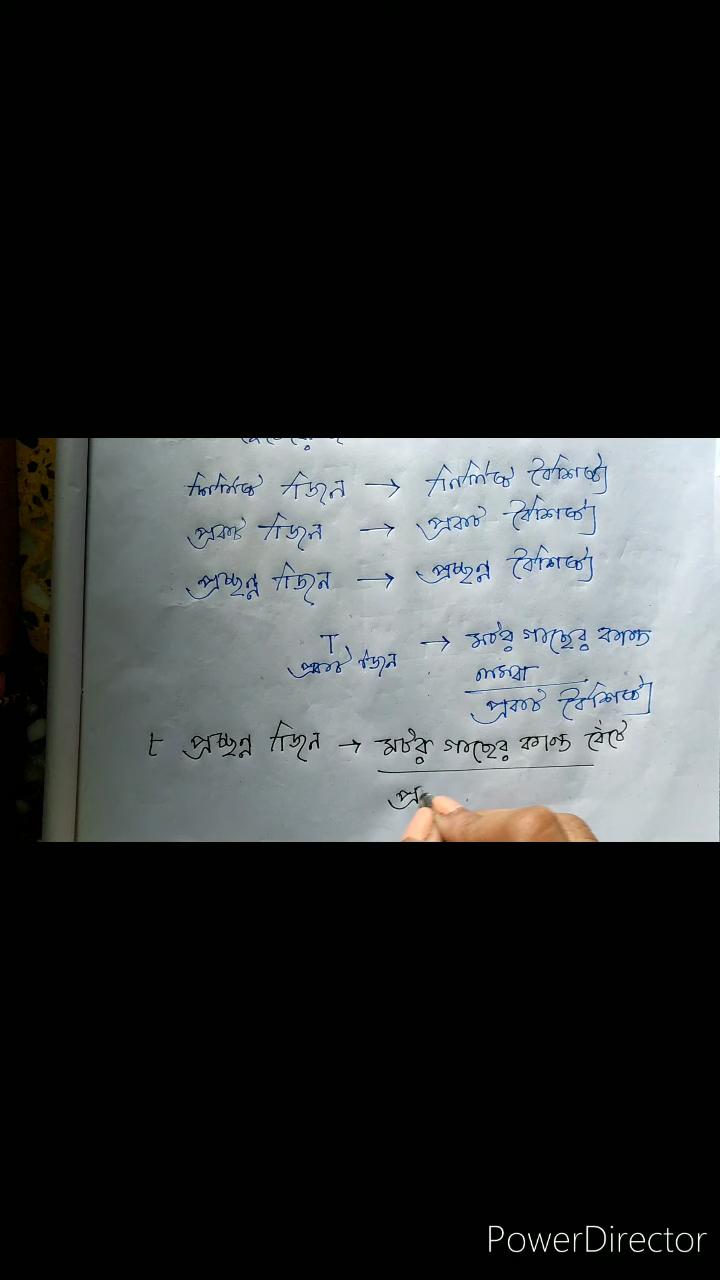 লিপিস্টিক জিন → লিপিস্টিক বৈশিষ্ট্য
প্রকট জিন → প্রকট বৈশিষ্ট্য
প্রচ্ছন্ন জিন → প্রচ্ছন্ন বৈশিষ্ট্য
T → মটর গাছের কান্ড
প্রকট জিন
লম্বা
প্রকট বৈশিষ্ট্য
t প্রচ্ছন্ন জিন → মটর গাছের কান্ড বেঁটে
প্র
PowerDirector